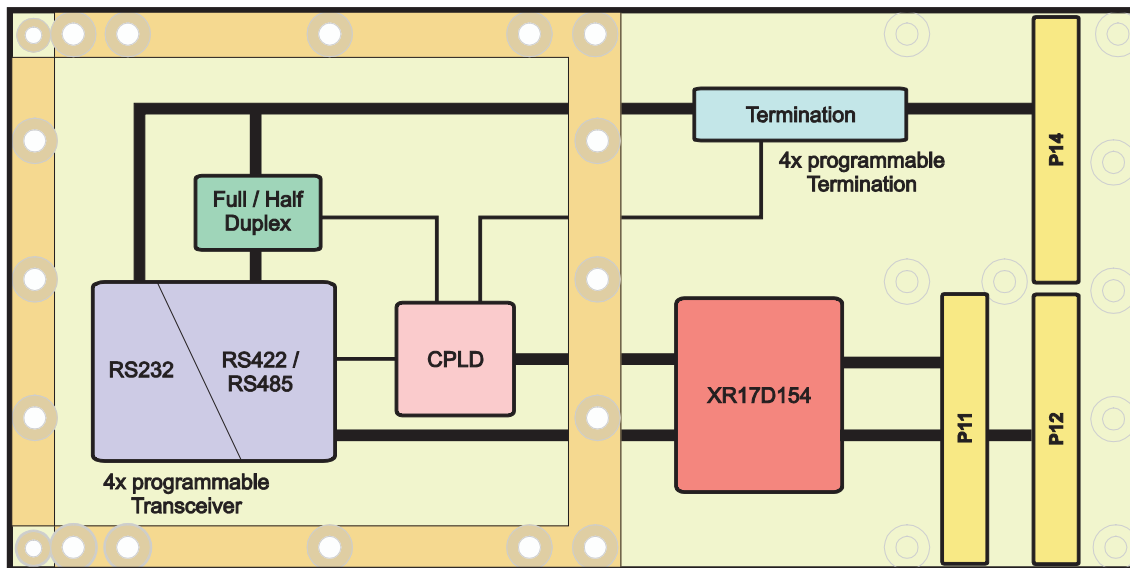 Termination
4x programmable
Termination
P14
Full / Half
Duplex
RS232
RS422 /
RS485
CPLD
XR17D154
P11
P12
4x programmable
Transceiver